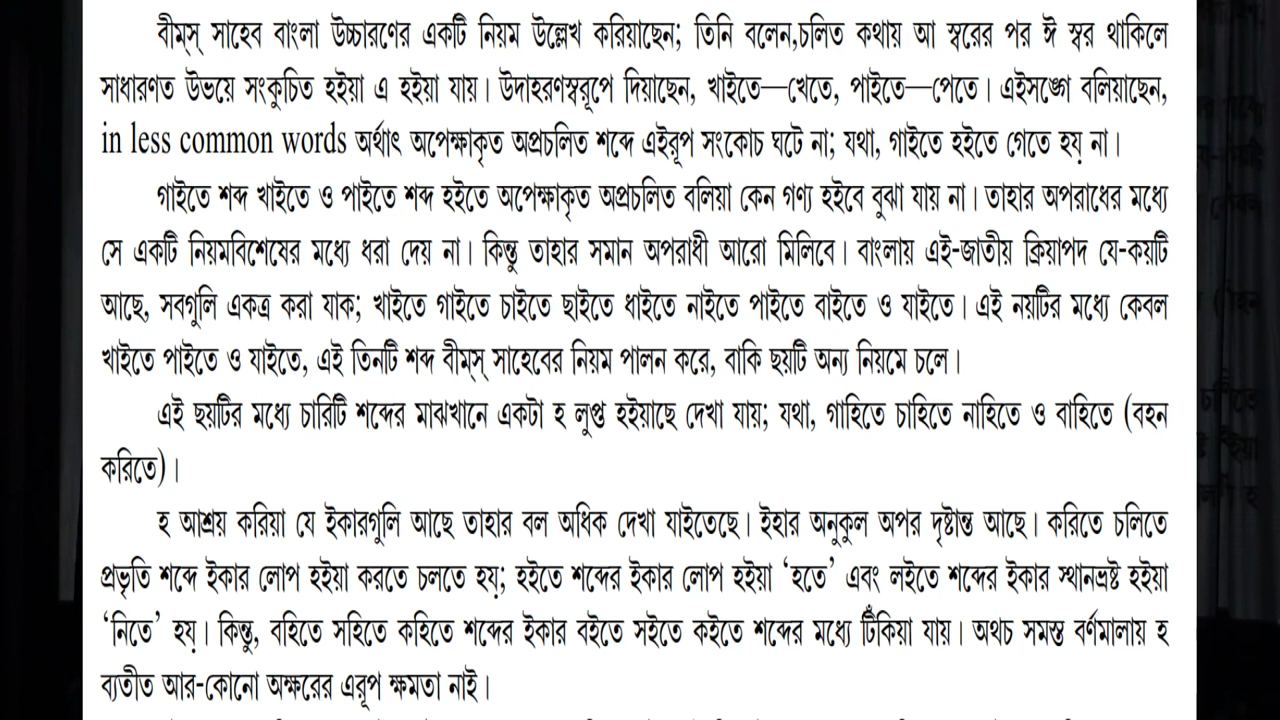 বীম্‌স্ সাহেব বাংলা উচ্চারণের একটি নিয়ম উল্লেখ করিয়াছেন; তিনি বলেন,চলিত কথায় আ স্বরের পর ঈ স্বর থাকিলে
সাধারণত উভয়ে সংকুচিত হইয়া এ হইয়া যায়। উদাহরণস্বরূপে দিয়াছেন, খাইতে—খেতে, পাইতে—পেতে। এইসঙ্গে বলিয়াছেন,
in less common words অর্থাৎ অপেক্ষাকৃত অপ্রচলিত শব্দে এইরূপ সংকোচ ঘটে না; যথা, গাইতে হইতে গেতে হয় না।
গাইতে শব্দ খাইতে ও পাইতে শব্দ হইতে অপেক্ষাকৃত অপ্রচলিত বলিয়া কেন গণ্য হইবে বুঝা যায় না। তাহার অপরাধের মধ্যে
সে একটি নিয়মবিশেষের মধ্যে ধরা দেয় না। কিন্তু তাহার সমান অপরাধী আরো মিলিবে। বাংলায় এই-জাতীয় ক্রিয়াপদ যে-কয়টি
আছে, সবগুলি একত্র করা যাক; খাইতে গাইতে চাইতে ছাইতে ধাইতে নাইতে পাইতে বাইতে ও যাইতে। এই নয়টির মধ্যে কেবল
খাইতে পাইতে ও যাইতে, এই তিনটি শব্দ বীম্‌স্ সাহেবের নিয়ম পালন করে, বাকি ছয়টি অন্য নিয়মে চলে।
এই ছয়টির মধ্যে চারিটি শব্দের মাঝখানে একটা হ লুপ্ত হইয়াছে দেখা যায়; যথা, গাহিতে চাহিতে নাহিতে ও বাহিতে (বহন
করিতে)।
হ আশ্রয় করিয়া যে ইকারগুলি আছে তাহার বল অধিক দেখা যাইতেছে। ইহার অনুকুল অপর দৃষ্টান্ত আছে। করিতে চলিতে
প্রভৃতি শব্দে ইকার লোপ হইয়া করতে চলতে হয়; হইতে শব্দের ইকার লোপ হইয়া ‘হতে’ এবং লইতে শব্দের ইকার স্থানভ্রষ্ট হইয়া
‘নিতে’ হয়। কিন্তু, বহিতে সহিতে কহিতে শব্দের ইকার বইতে সইতে কইতে শব্দের মধ্যে টিঁকিয়া যায়। অথচ সমস্ত বর্ণমালায় হ
ব্যতীত আর-কোনো অক্ষরের এরূপ ক্ষমতা নাই।